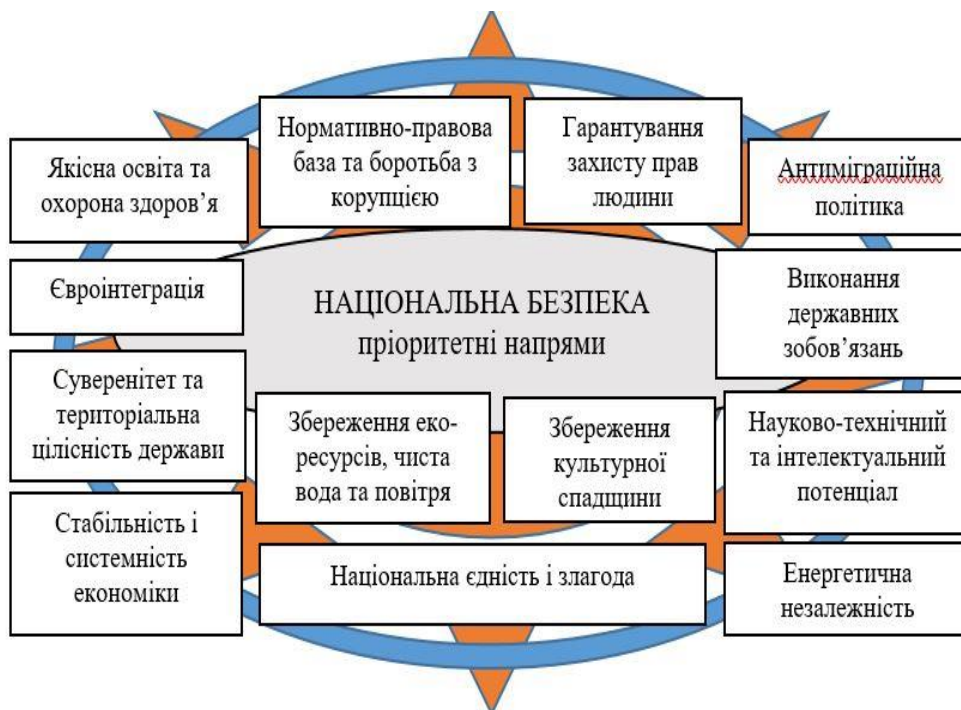 Нормативно-правова
база та боротьба з
корупцією
Гарантування
захисту прав
людини
Якісна освіта та
охорона здоров’я
Антиміграційна
політика
Євроінтеграція
НАЦІОНАЛЬНА БЕЗПЕКА
пріоритетні напрями
Виконання
державних
зобов’язань
Суверенітет та
територіальна
цілісність держави
Збереження еко-
ресурсів, чиста
вода та повітря
Збереження
культурної
спадщини
Науково-технічний
та інтелектуальний
потенціал
Стабільність і
системність
економіки
Національна єдність і злагода
Енергетична
незалежність